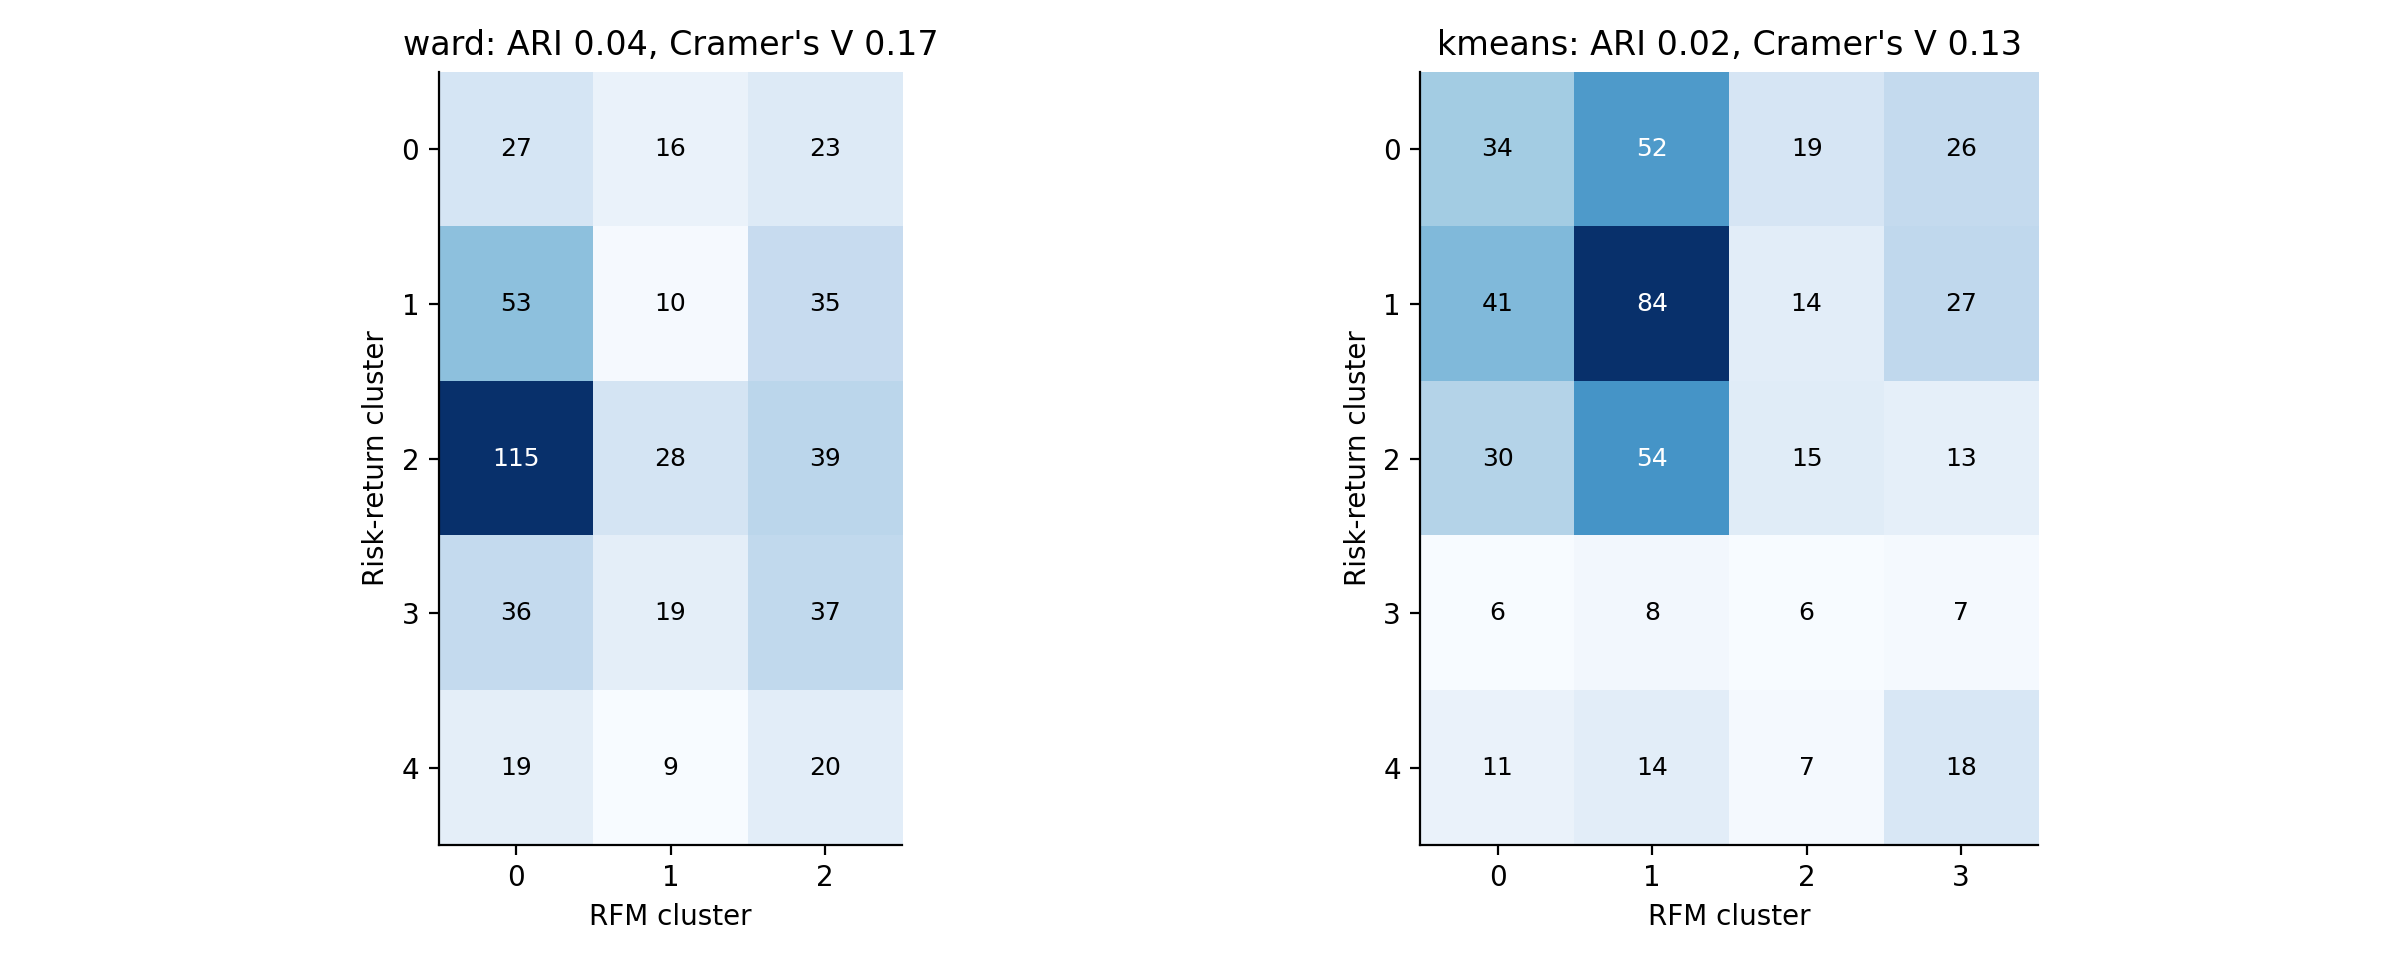 ward: ARI 0.04, Cramer's V 0.17
0 27 16 23
1 53 10 35
2 115 28 39
3 36 19 37
4 19 9 20
0 1 2
RFM cluster
Risk-return cluster
kmeans: ARI 0.02, Cramer's V 0.13
0 34 52 19 26
1 41 84 14 27
2 30 54 15 13
3 6 8 6 7
4 11 14 7 18
0 1 2 3
RFM cluster
Risk-return cluster